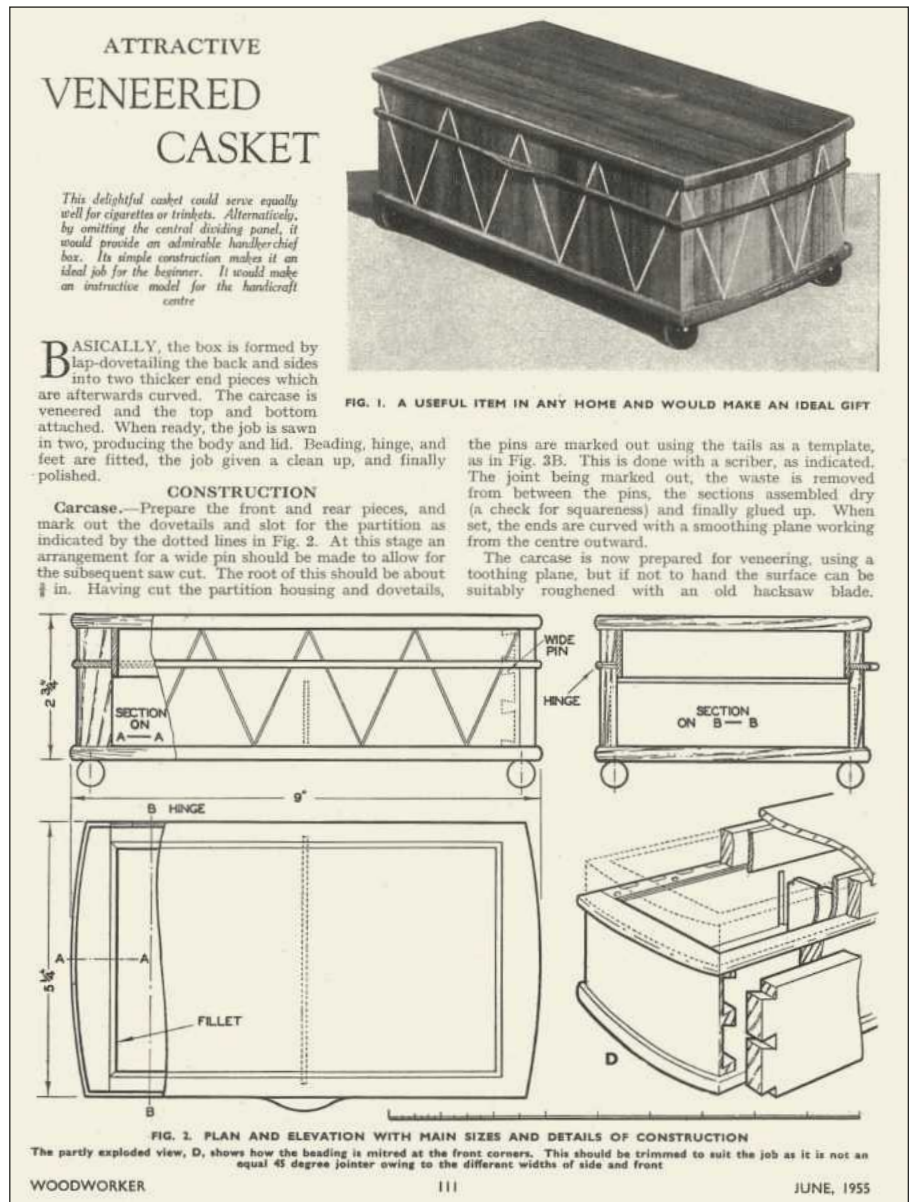 ATTRACTIVE
VENEERED
CASKET
This delightful casket could serve equally
well for cigarettes or trinkets. Alternatively,
by omitting the central dividing panel, it
would provide an admirable handkerchief
box. Its simple construction makes it an
ideal job for the beginner. It would make
an instructive model for the handicraft
centre
FIG. 1. A USEFUL ITEM IN ANY HOME AND WOULD MAKE AN IDEAL GIFT
BASICALLY, the box is formed by
lap-dovetailing the back and sides
into two thicker end pieces which
are afterwards curved. The carcase is
veneered and the top and bottom
attached. When ready, the job is sawn
in two, producing the body and lid. Beading, hinge, and
feet are fitted, the job given a clean up, and finally
polished.
CONSTRUCTION
Carcase.—Prepare the front and rear pieces, and
mark out the dovetails and slot for the partition as
indicated by the dotted lines in Fig. 2. At this stage an
arrangement for a wide pin should be made to allow for
the subsequent saw cut. The root of this should be about
in. Having cut the partition housing and dovetails,
the pins are marked out using the tails as a template,
as in Fig. 3B. This is done with a scriber, as indicated.
The joint being marked out, the waste is removed
from between the pins, the sections assembled dry
(a check for squareness) and finally glued up. When
set, the ends are curved with a smoothing plane working
from the centre outward.
The carcase is now prepared for veneering, using a
toothing plane, but if not to hand the surface can be
suitably roughened with an old hacksaw blade.
2 3/4"
SECTION
ON
A—A
WIDE
PIN
HINGE
SECTION
ON B—B
9"
B HINGE
5 1/4"
A
A
FILLET
B
D
FIG. 2. PLAN AND ELEVATION WITH MAIN SIZES AND DETAILS OF CONSTRUCTION
The partly exploded view, D, shows how the beading is mitred at the front corners. This should be trimmed to suit the job as it is not an
equal 45 degree jointer owing to the different widths of side and front
WOODWORKER
111
JUNE, 1955